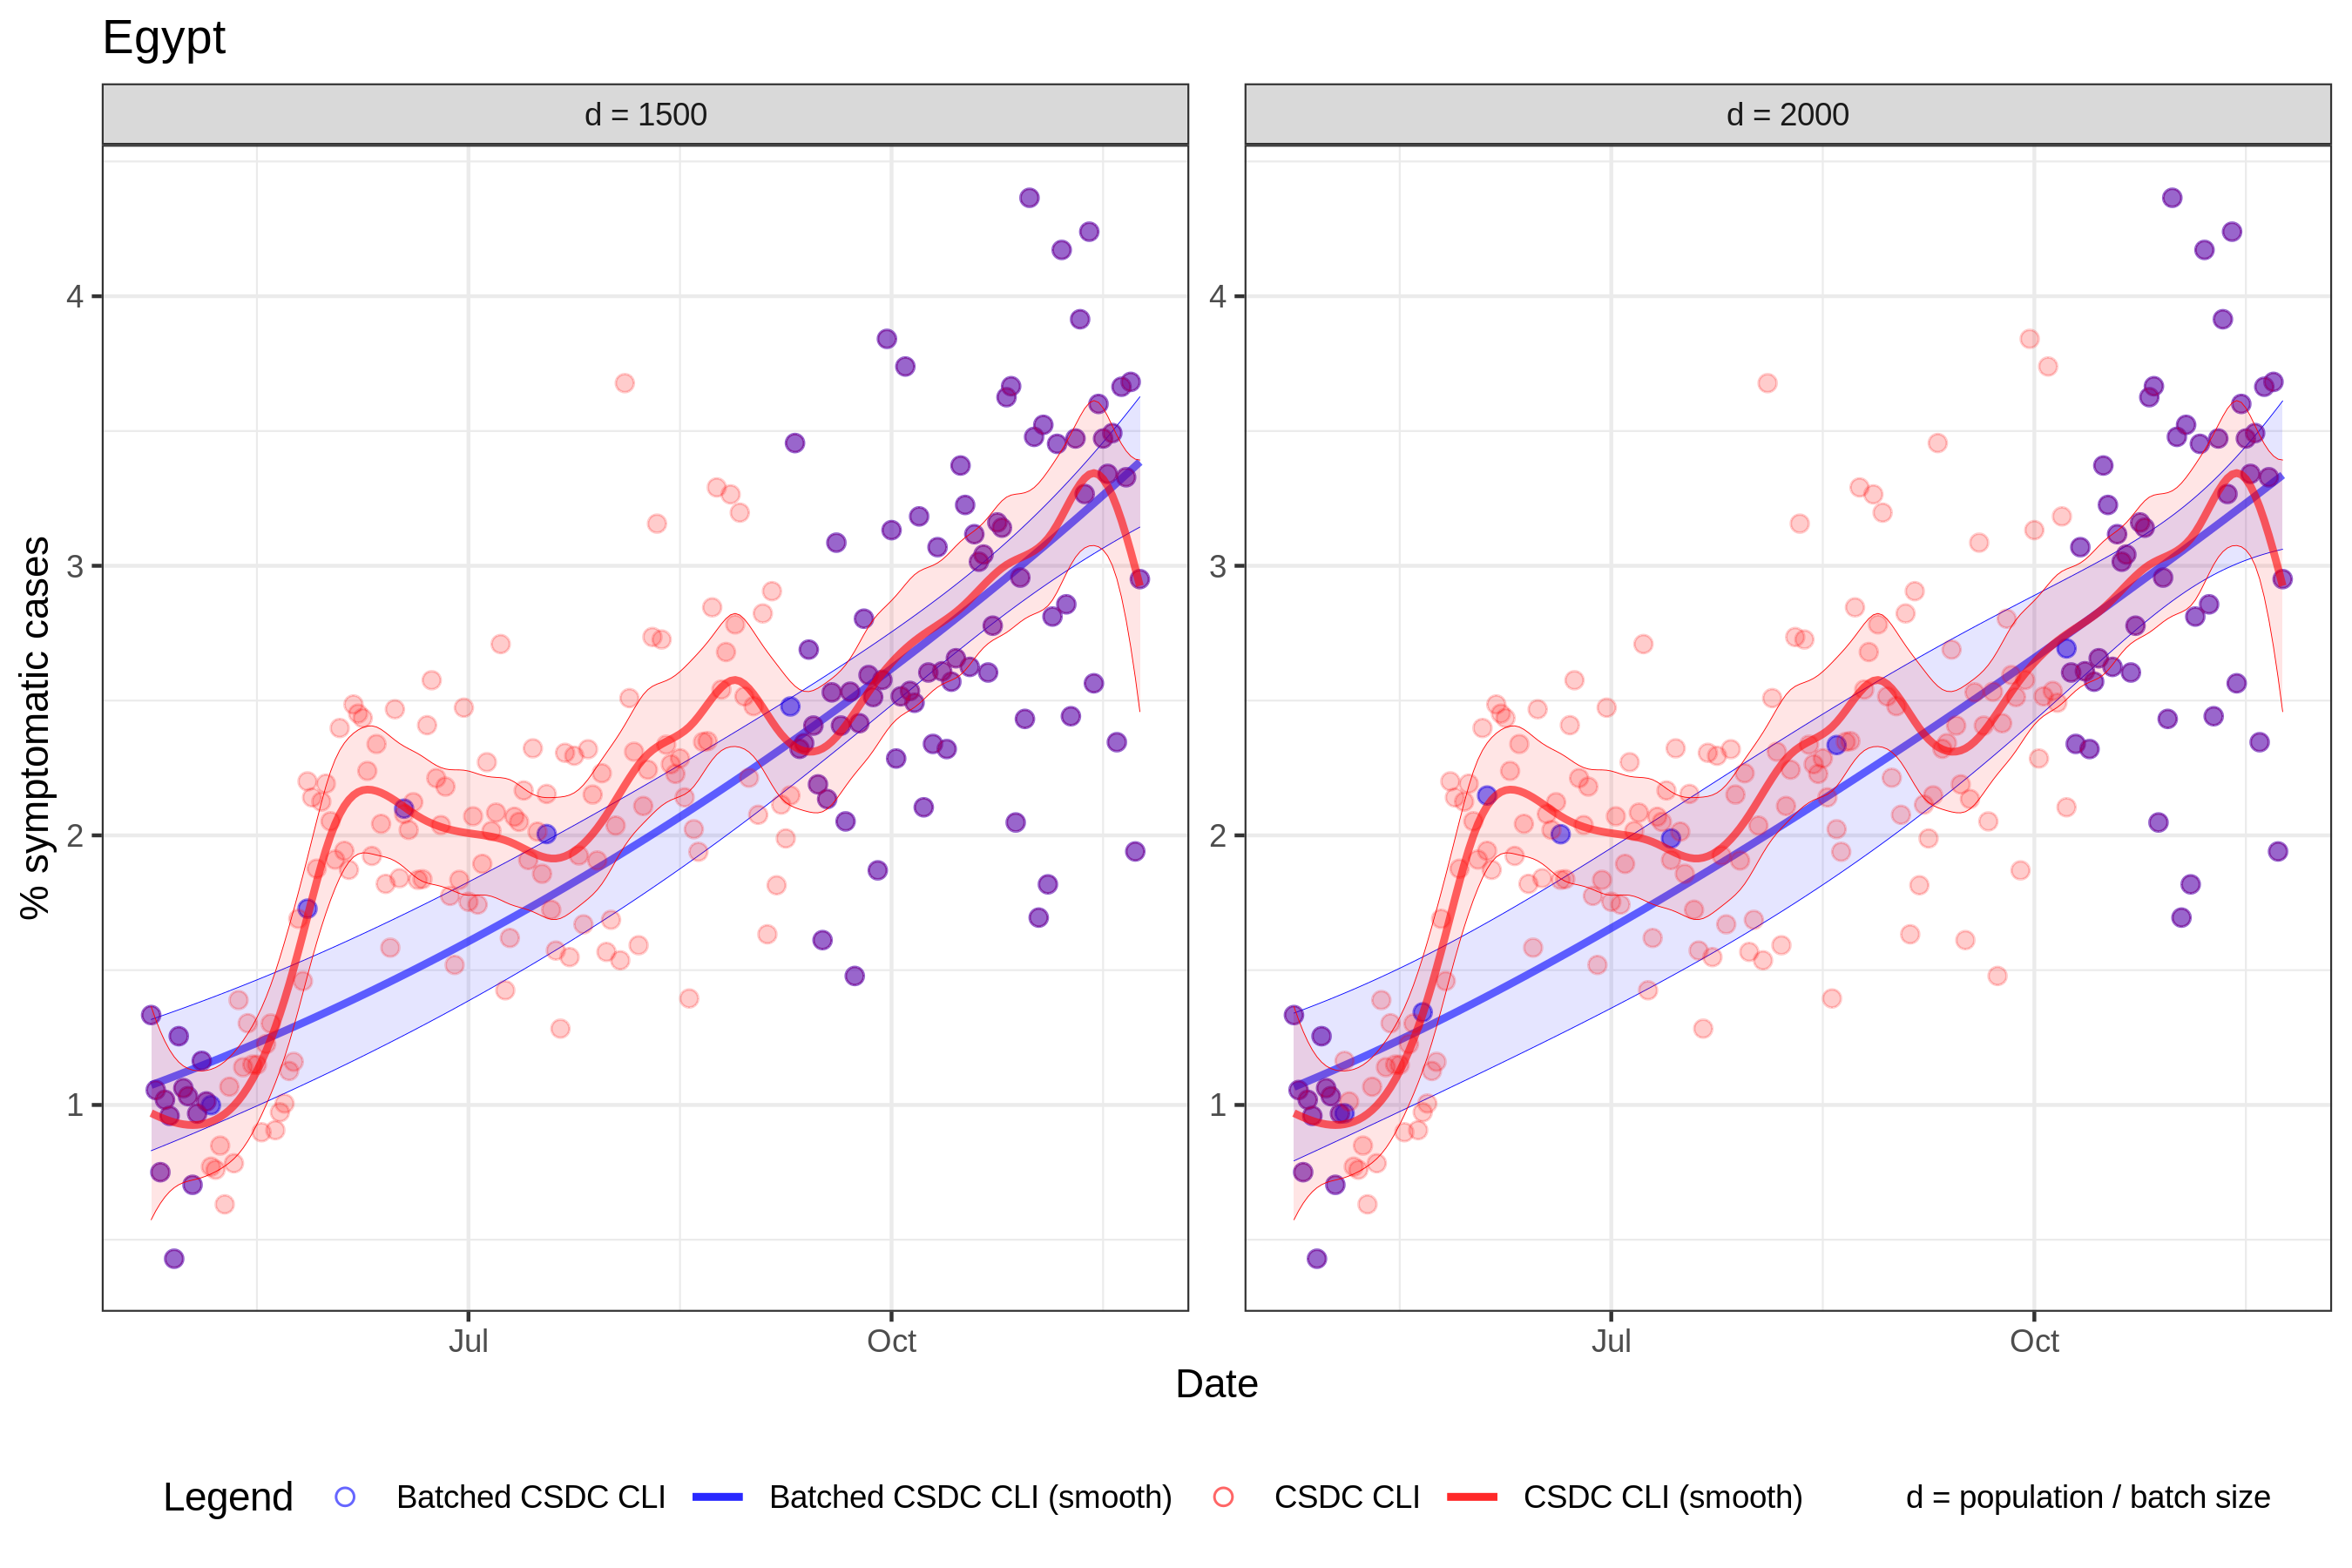 Egypt
d = 1500
d = 2000
% symptomatic cases
4
3
2
1
4
3
2
1
Jul
Oct
Jul
Oct
Date
Legend
Batched CSDC CLI
Batched CSDC CLI (smooth)
CSDC CLI
CSDC CLI (smooth)
d = population / batch size